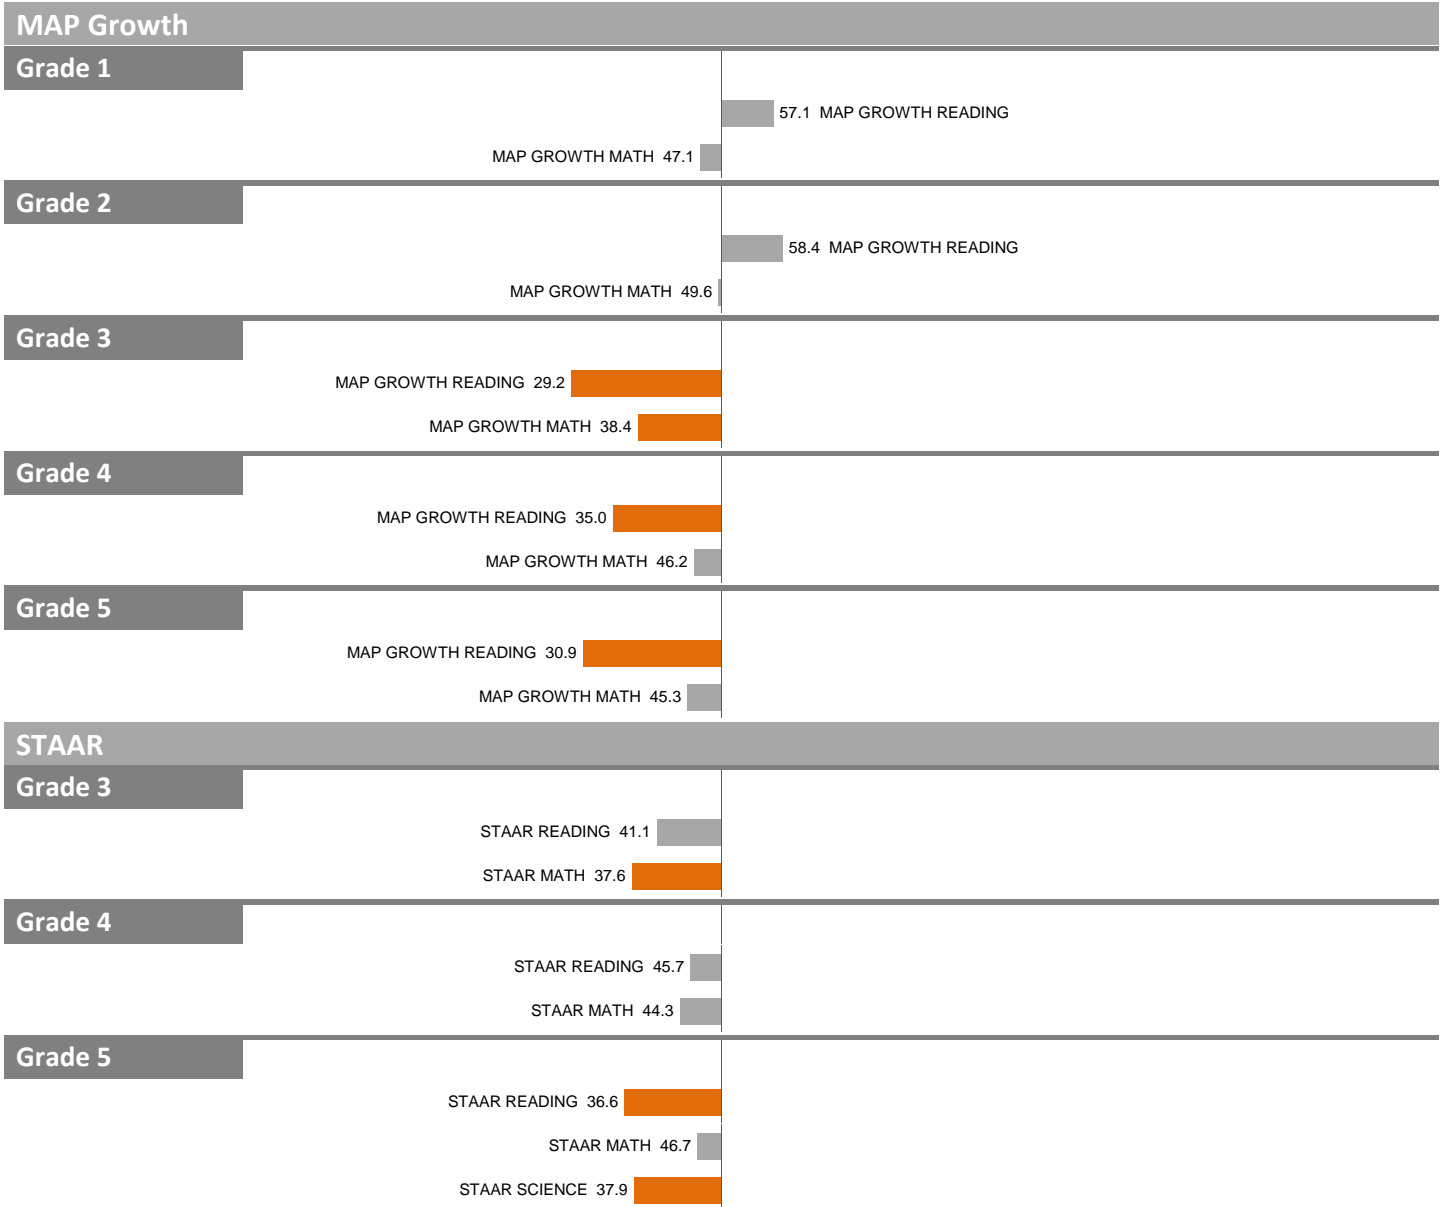 MAP Growth
Grade 1
57.1 MAP GROWTH READING
MAP GROWTH MATH 47.1
Grade 2
58.4 MAP GROWTH READING
MAP GROWTH MATH 49.6
Grade 3
MAP GROWTH READING 29.2
MAP GROWTH MATH 38.4
Grade 4
MAP GROWTH READING 35.0
MAP GROWTH MATH 46.2
Grade 5
MAP GROWTH READING 30.9
MAP GROWTH MATH 45.3
STAAR
Grade 3
STAAR READING 41.1
STAAR MATH 37.6
Grade 4
STAAR READING 45.7
STAAR MATH 44.3
Grade 5
STAAR READING 36.6
STAAR MATH 46.7
STAAR SCIENCE 37.9